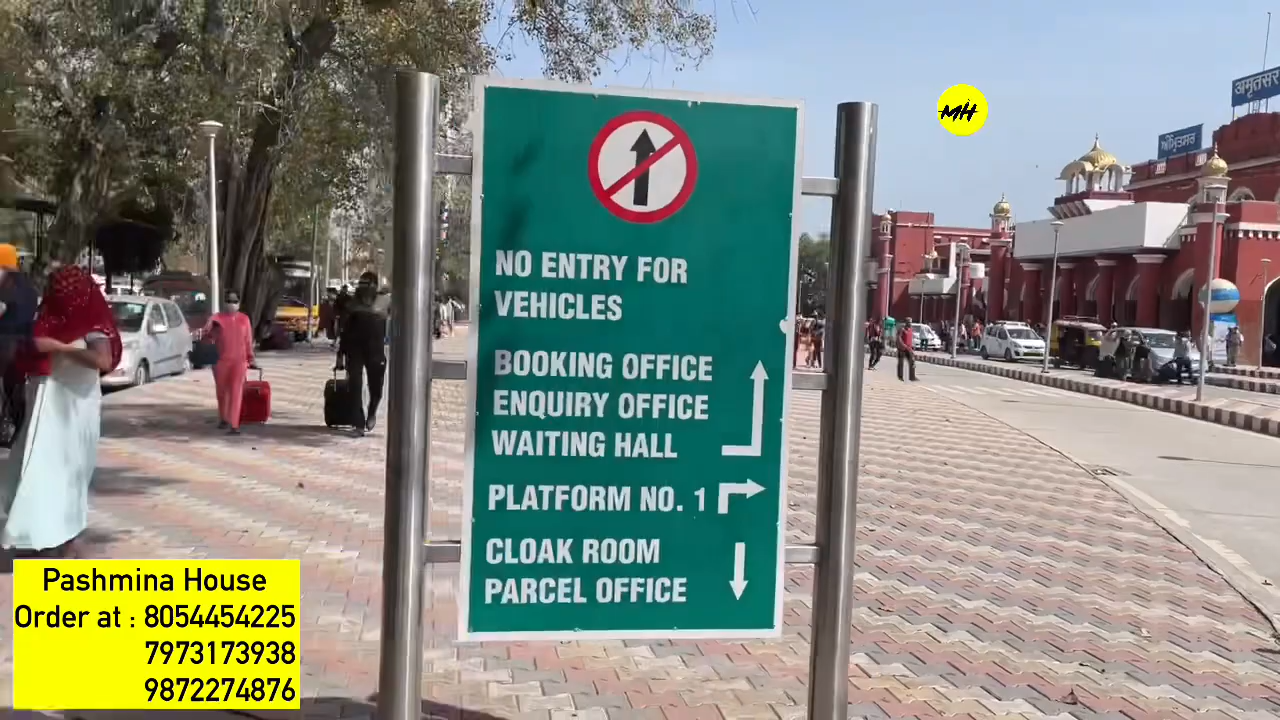 MH
अमृतसर
ਅੰਮ੍ਰਿਤਸਰ
NO ENTRY FOR
VEHICLES
BOOKING OFFICE
ENQUIRY OFFICE
WAITING HALL
PLATFORM NO. 1
CLOAK ROOM
PARCEL OFFICE
Pashmina House
Order at : 8054454225
7973173938
9872274876